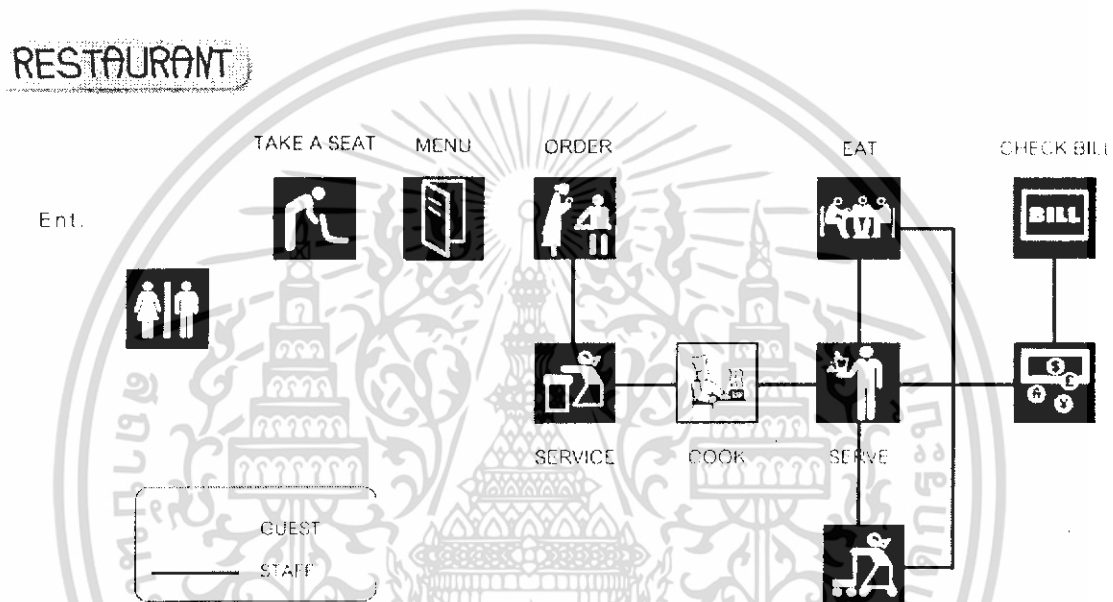 RESTAURANT
TAKE A SEAT
MENU
ORDER
EAT
CHECK BILL
Ent.
BILL
SERVICE
COOK
SERVE
GUEST
STAFF